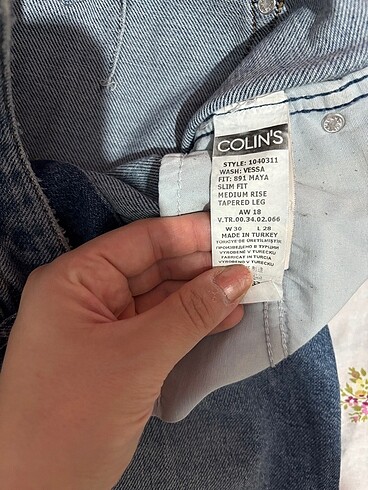 COLIN'S
STYLE: 1040311
WASH: VESSA
FIT: 891 MAYA
SLIM FIT
MEDIUM RISE
TAPERED LEG
AW 18
V.TR.00.34.02.066
W 30 L 28
MADE IN TURKEY
TÜRKİYE'DE ÜRETİLMİŞTİR
ПРОИЗВЕДЕНО В ТУРЦИИ
VYROBENÉ V TURECKU
FABRICAT IN TURCIA
VYROBENO V TURECKU